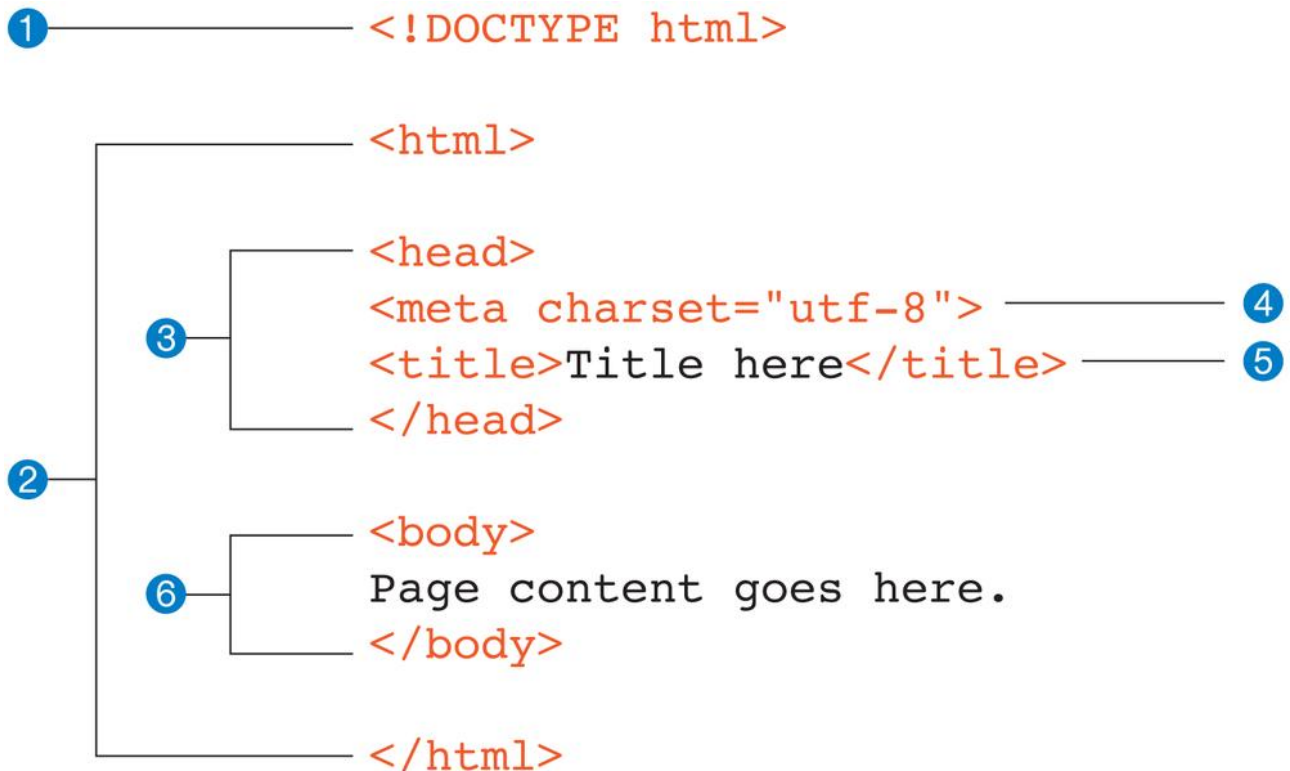 1 <!DOCTYPE html>
<html>
<head>
<meta charset="utf-8"> 4
3
<title>Title here</title> 5
</head>
2
<body>
6 Page content goes here.
</body>
</html>